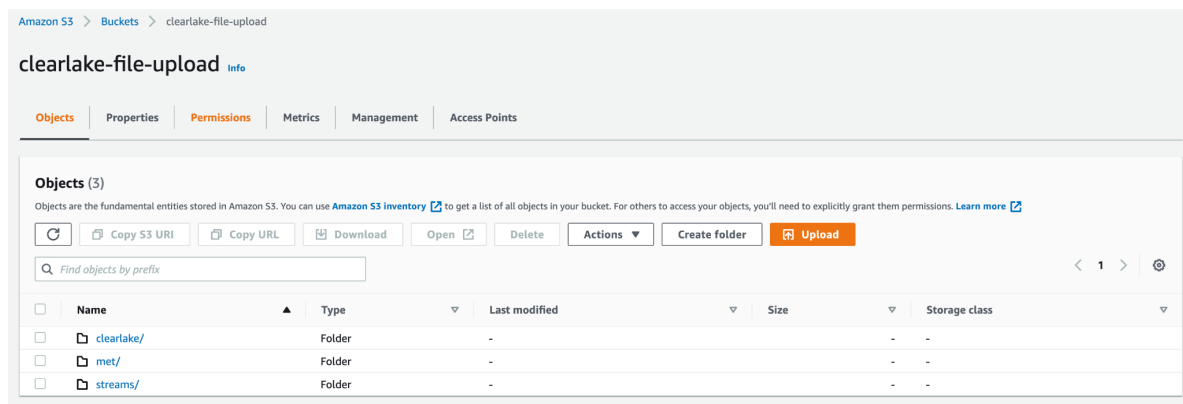 Amazon S3 > Buckets > clearlake-file-upload
clearlake-file-upload Info
Objects Properties Permissions Metrics Management Access Points
Objects (3)
Objects are the fundamental entities stored in Amazon S3. You can use Amazon S3 inventory to get a list of all objects in your bucket. For others to access your objects, you'll need to explicitly grant them permissions. Learn more
Copy S3 URI Copy URL Download Open Delete Actions Create folder Upload
Find objects by prefix
< 1 >
Name Type Last modified Size Storage class
clearlake/ Folder - - -
met/ Folder - - -
streams/ Folder - - -